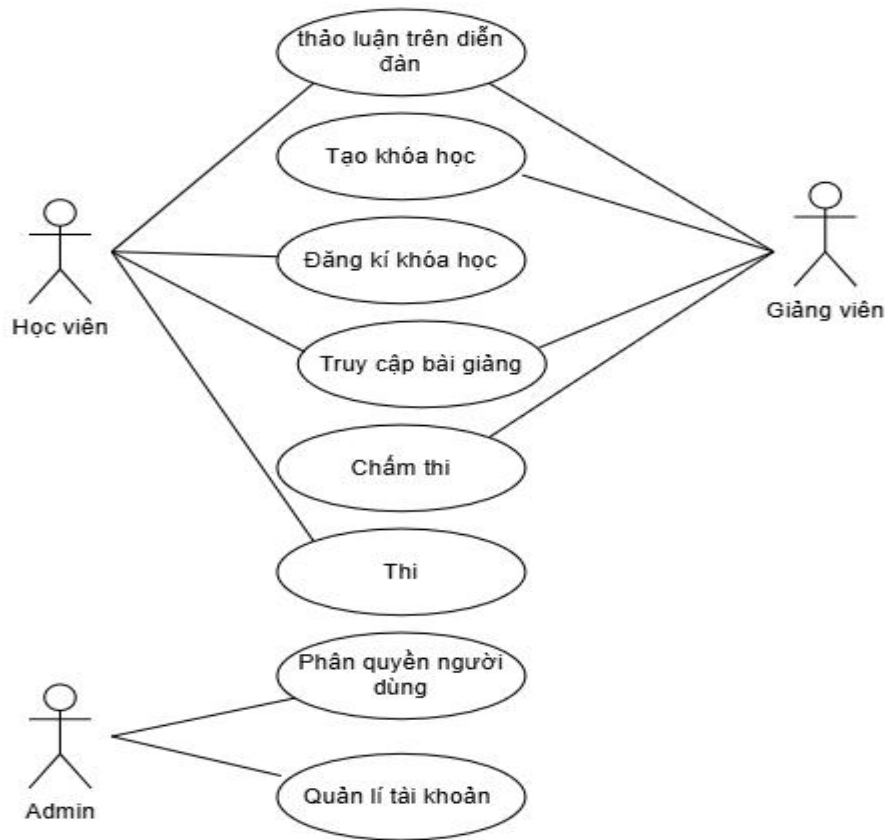 thảo luận trên diễn
đàn
Tạo khóa học
Đăng kí khóa học
Học viên
Giảng viên
Truy cập bài giảng
Chấm thi
Thi
Phân quyền người
dùng
Quản lí tài khoản
Admin